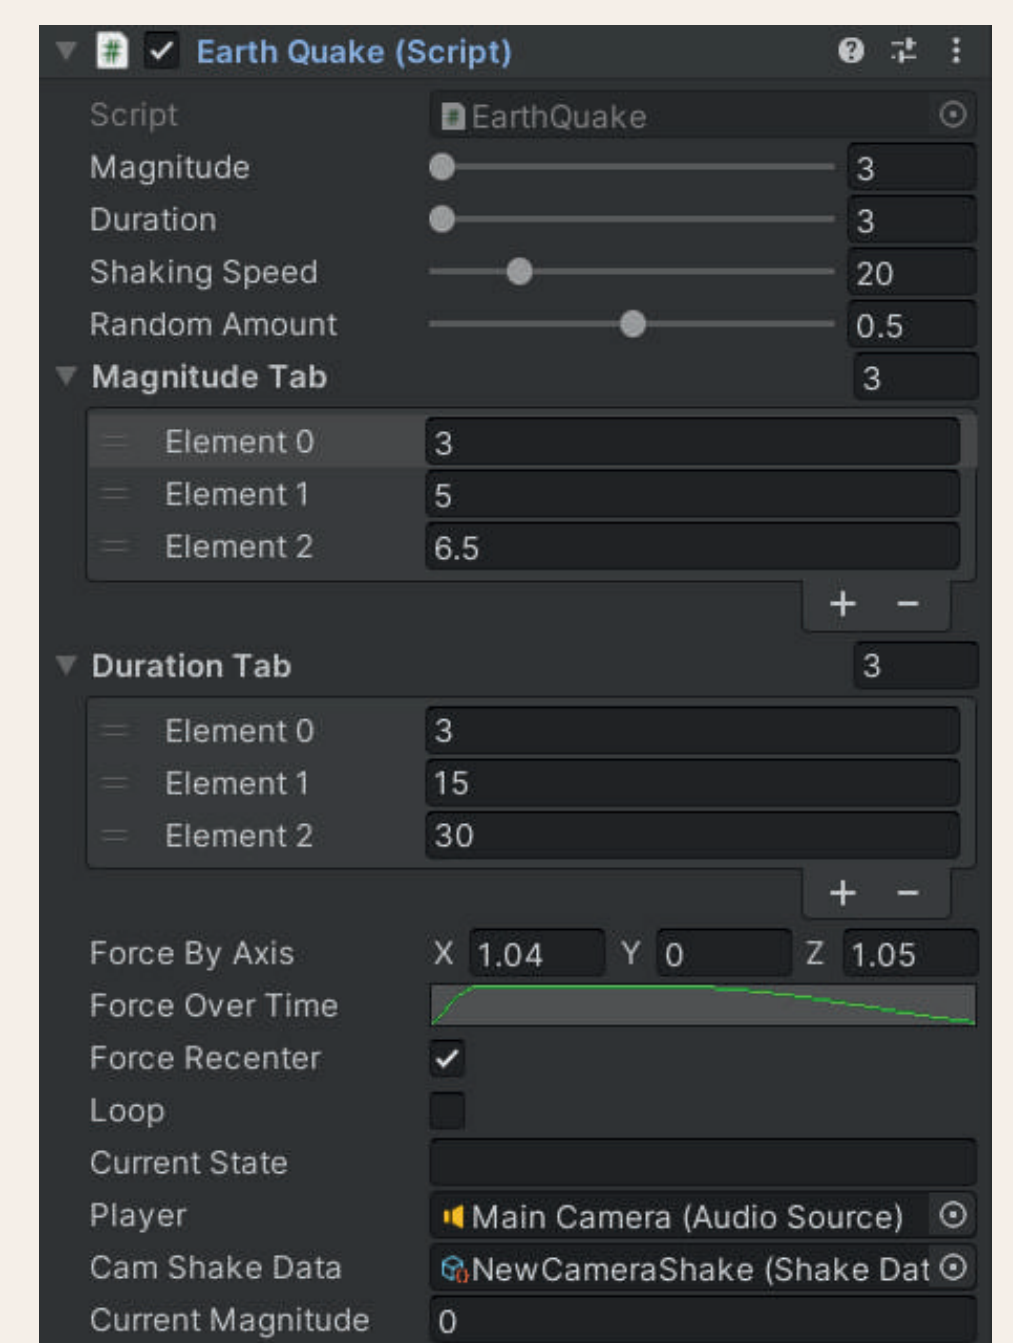 Earth Quake (Script)
Script EarthQuake
Magnitude 3
Duration 3
Shaking Speed 20
Random Amount 0.5
Magnitude Tab 3
Element 0 3
Element 1 5
Element 2 6.5
+ −
Duration Tab 3
Element 0 3
Element 1 15
Element 2 30
+ −
Force By Axis X 1.04 Y 0 Z 1.05
Force Over Time
Force Recenter
Loop
Current State
Player Main Camera (Audio Source)
Cam Shake Data NewCameraShake (Shake Dat
Current Magnitude 0